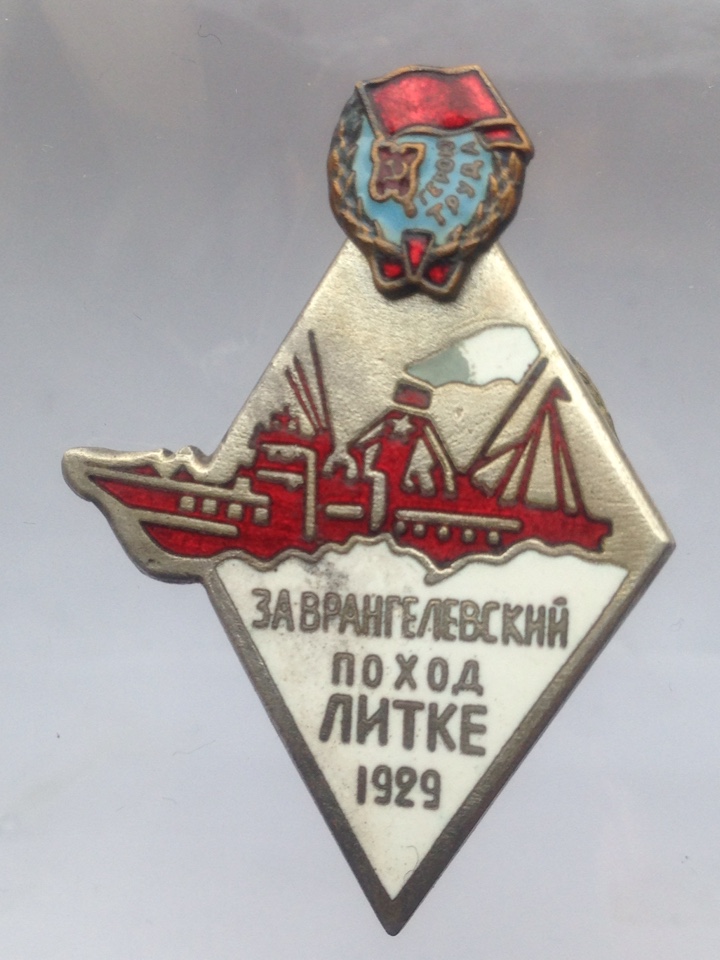 ГЕРОЮ
ТРУДА
ЗА ВРАНГЕЛЕВСКИЙ
ПОХОД
ЛИТКЕ
1929